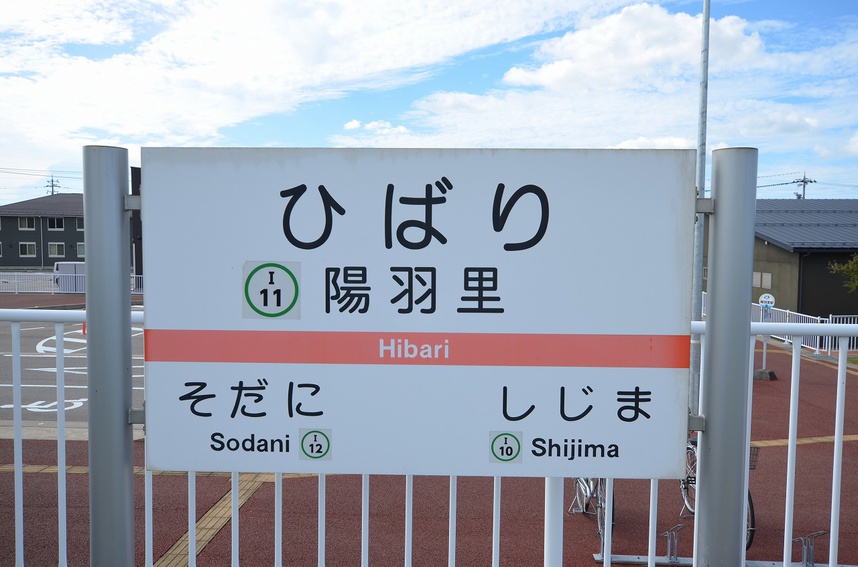 ひばり
I 11 陽羽里
Hibari
そだに しじま
Sodani I 12 I 10 Shijima